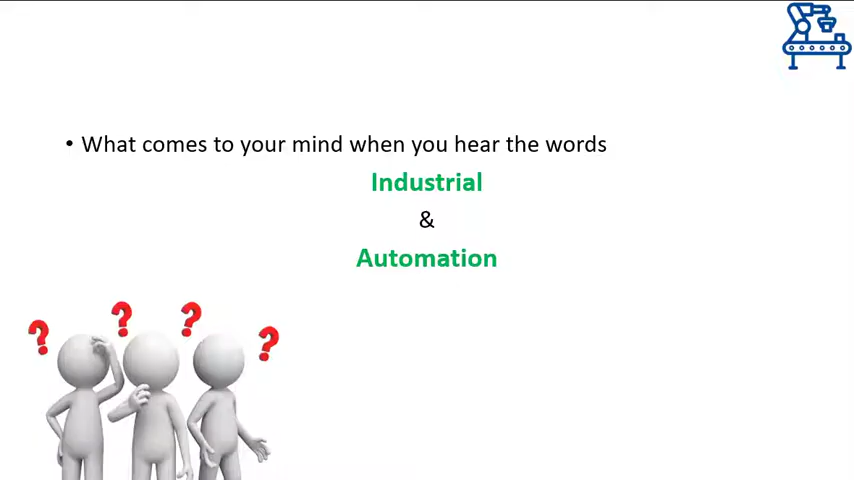 • What comes to your mind when you hear the words
Industrial
&
Automation
? ? ? ?